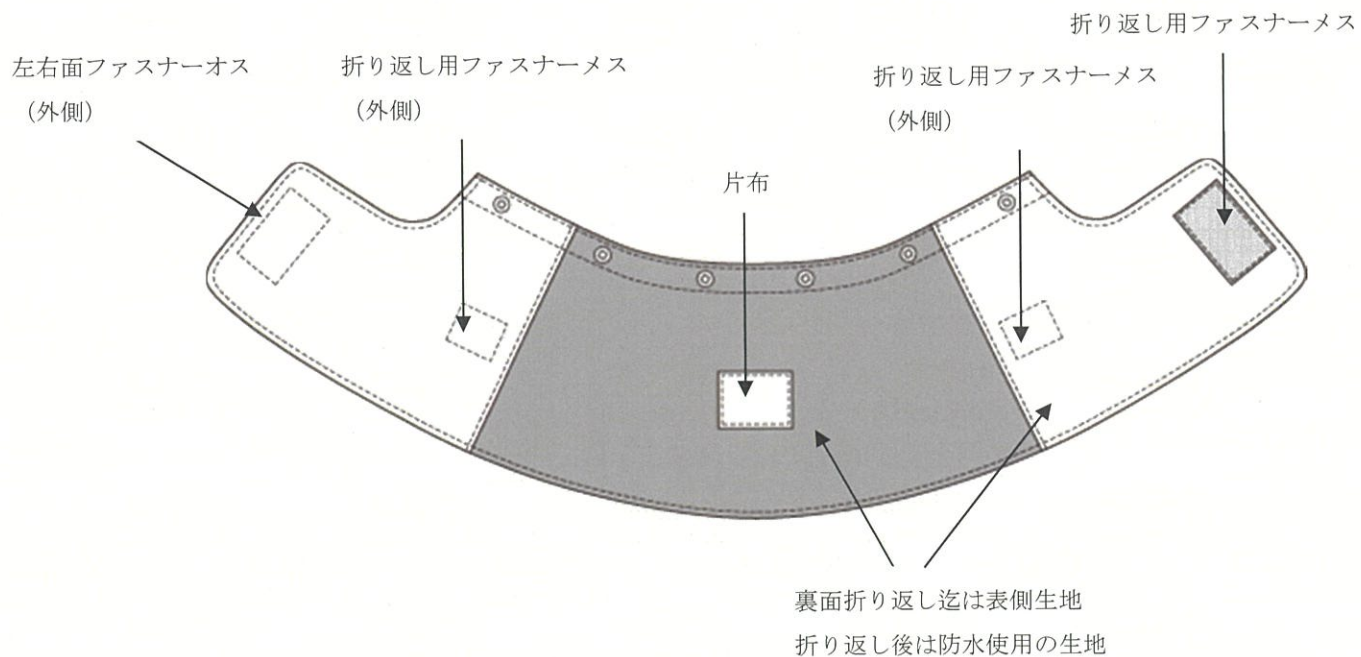 折り返し用ファスナーメス
左右面ファスナーオス
（外側）
折り返し用ファスナーメス
（外側）
折り返し用ファスナーメス
（外側）
片布
裏面折り返し迄は表側生地
折り返し後は防水使用の生地